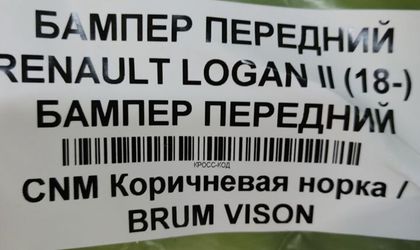 БАМПЕР ПЕРЕДНИЙ
RENAULT LOGAN II (18-)
БАМПЕР ПЕРЕДНИЙ
КРОСС-КОД
CNM Коричневая норка /
BRUM VISON